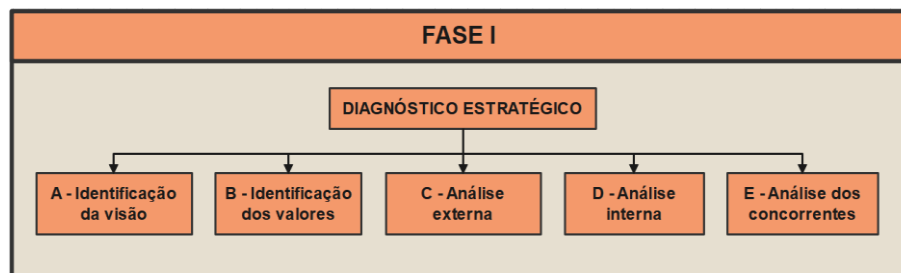 FASE I
DIAGNÓSTICO ESTRATÉGICO
A - Identificação
da visão
B - Identificação
dos valores
C - Análise
externa
D - Análise
interna
E - Análise dos
concorrentes